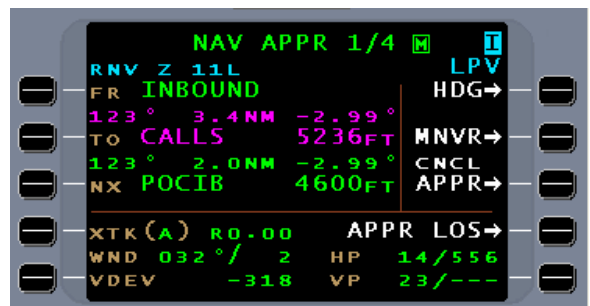 NAV APPR 1/4 M I
RNV Z 11L LPV
FR INBOUND HDG→
123° 3.4NM -2.99°
TO CALLS 5236FT MNVR→
123° 2.0NM -2.99° CNCL
NX POCIB 4600FT APPR→
XTK(A) R0.00 APPR LOS→
WND 032°/ 2 HP 14/556
VDEV -318 VP 23/---